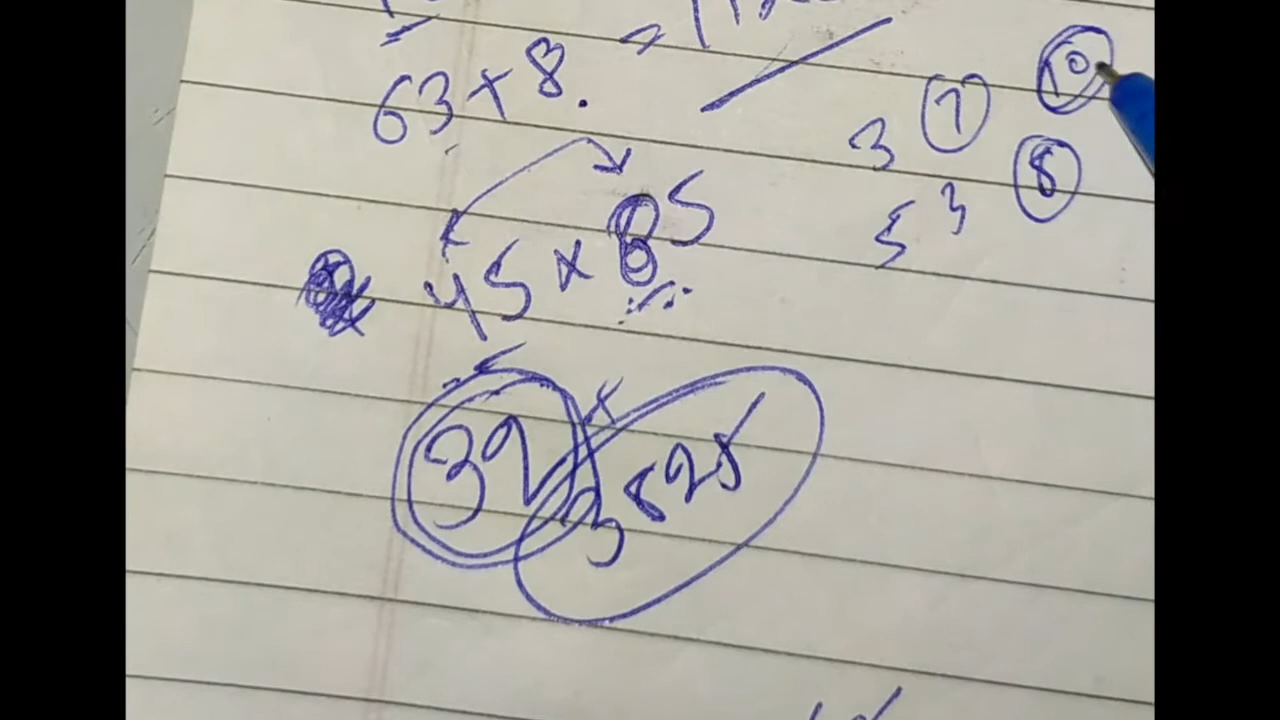 63 × 8. =
10
3 7
5 3 8
45 × 85
32 3825